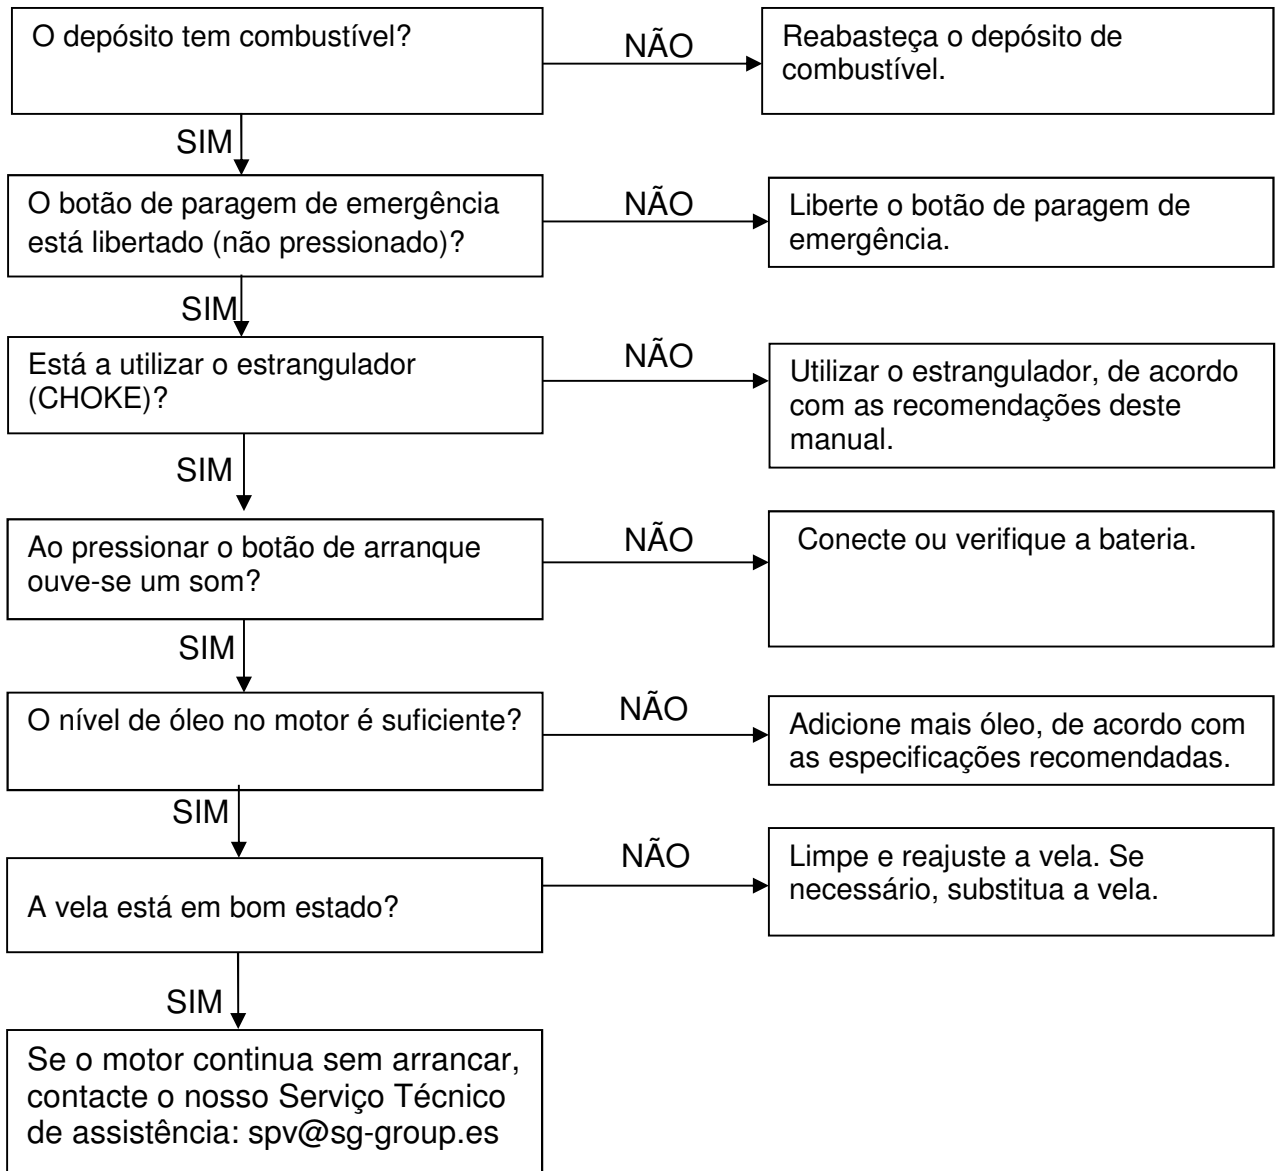 O depósito tem combustível?
NÃO
Reabasteça o depósito de
combustível.
SIM
O botão de paragem de emergência
está libertado (não pressionado)?
NÃO
Liberte o botão de paragem de
emergência.
SIM
Está a utilizar o estrangulador
(CHOKE)?
NÃO
Utilizar o estrangulador, de acordo
com as recomendações deste
manual.
SIM
Ao pressionar o botão de arranque
ouve-se um som?
NÃO
Conecte ou verifique a bateria.
SIM
O nível de óleo no motor é suficiente?
NÃO
Adicione mais óleo, de acordo com
as especificações recomendadas.
SIM
A vela está em bom estado?
NÃO
Limpe e reajuste a vela. Se
necessário, substitua a vela.
SIM
Se o motor continua sem arrancar,
contacte o nosso Serviço Técnico
de assistência: spv@sg-group.es